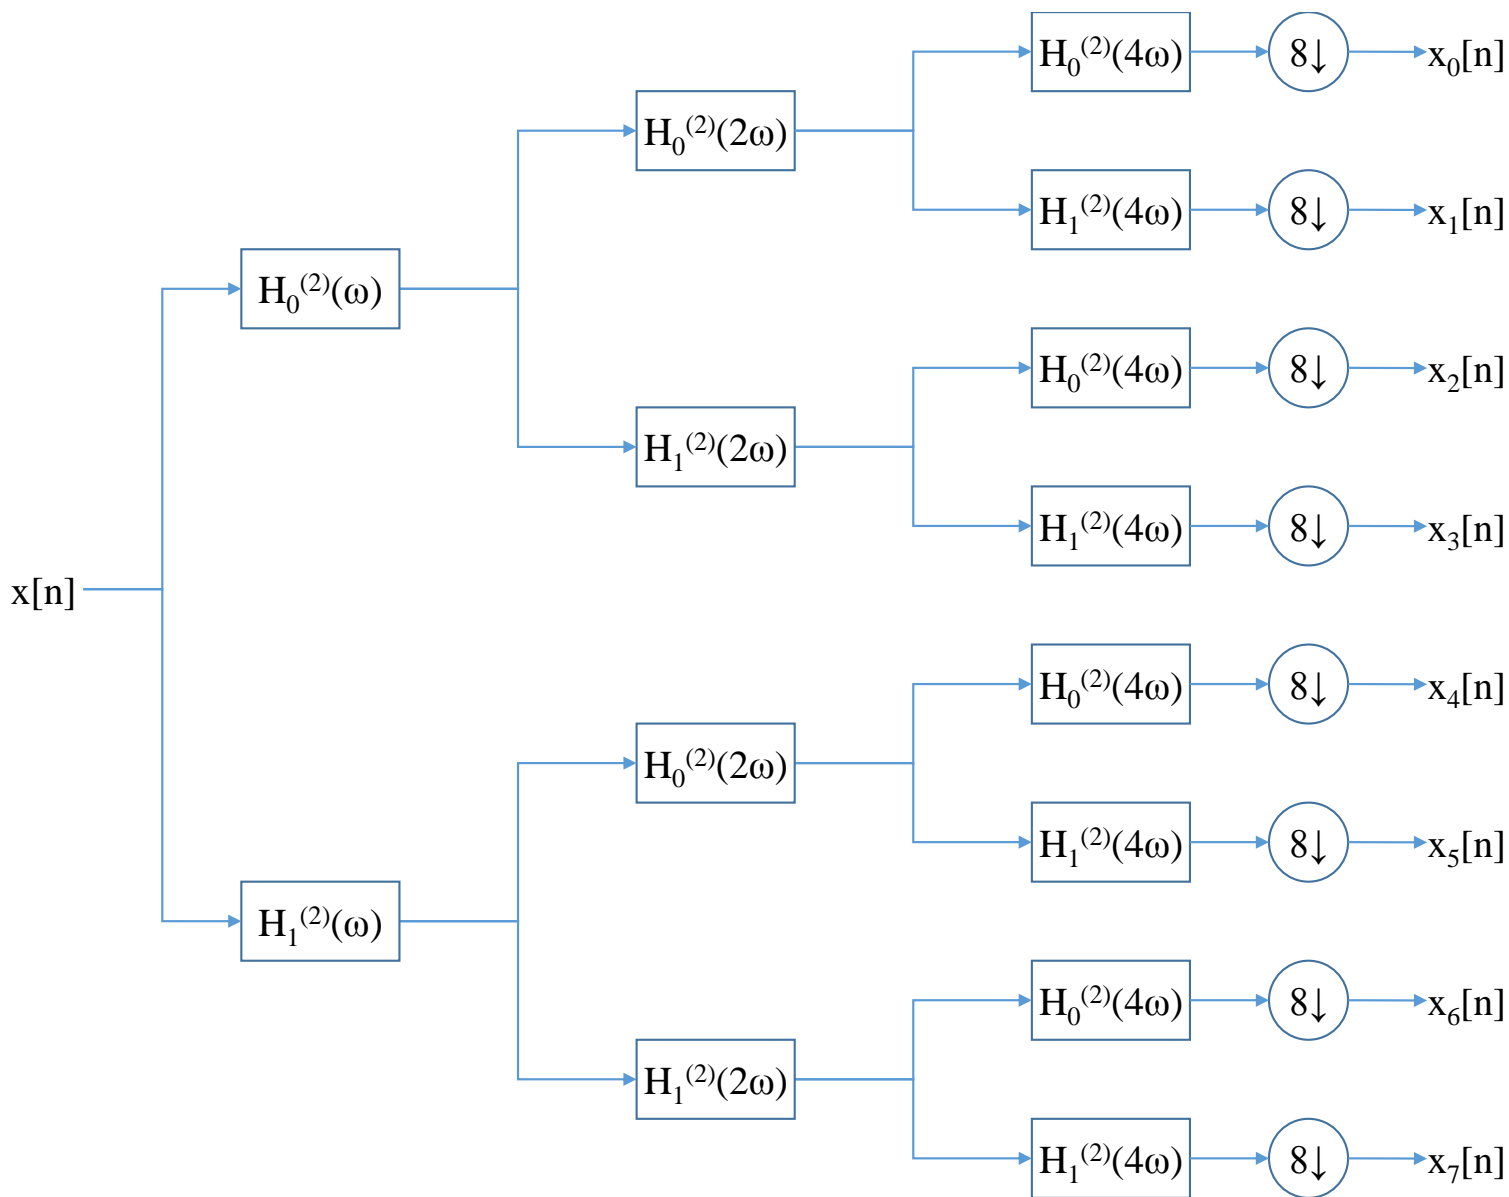 H₀⁽²⁾(4ω) 8↓ x₀[n]
H₀⁽²⁾(2ω)
H₁⁽²⁾(4ω) 8↓ x₁[n]
H₀⁽²⁾(ω)
H₀⁽²⁾(4ω) 8↓ x₂[n]
H₁⁽²⁾(2ω)
H₁⁽²⁾(4ω) 8↓ x₃[n]
x[n]
H₀⁽²⁾(4ω) 8↓ x₄[n]
H₀⁽²⁾(2ω)
H₁⁽²⁾(4ω) 8↓ x₅[n]
H₁⁽²⁾(ω)
H₀⁽²⁾(4ω) 8↓ x₆[n]
H₁⁽²⁾(2ω)
H₁⁽²⁾(4ω) 8↓ x₇[n]